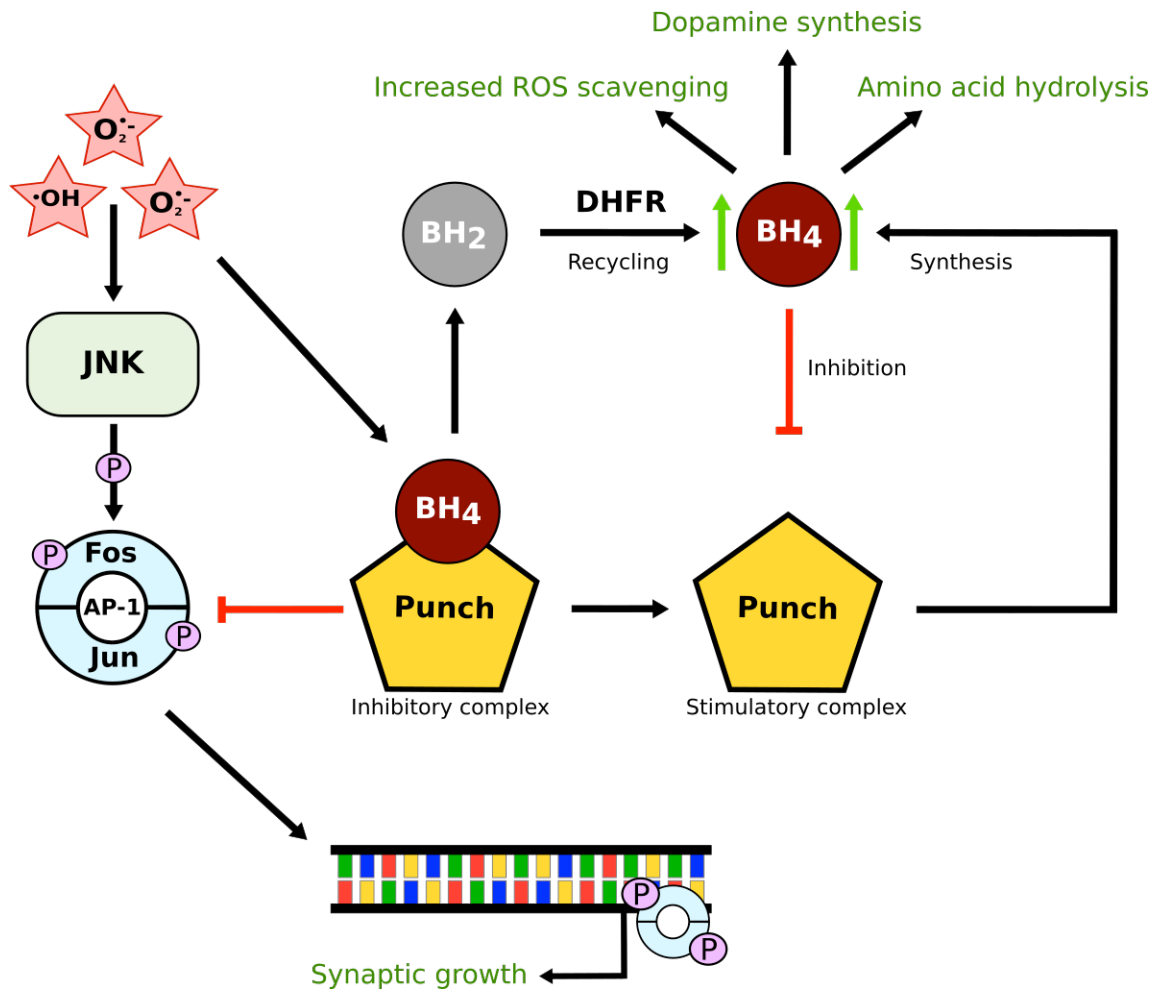 Dopamine synthesis
Increased ROS scavenging
Amino acid hydrolysis
O₂•-
•OH
O₂•-
DHFR
BH₂
BH₄
Recycling
Synthesis
JNK
Inhibition
P
BH₄
P
Fos
AP-1
Jun
P
Punch
Punch
Inhibitory complex
Stimulatory complex
P
P
Synaptic growth